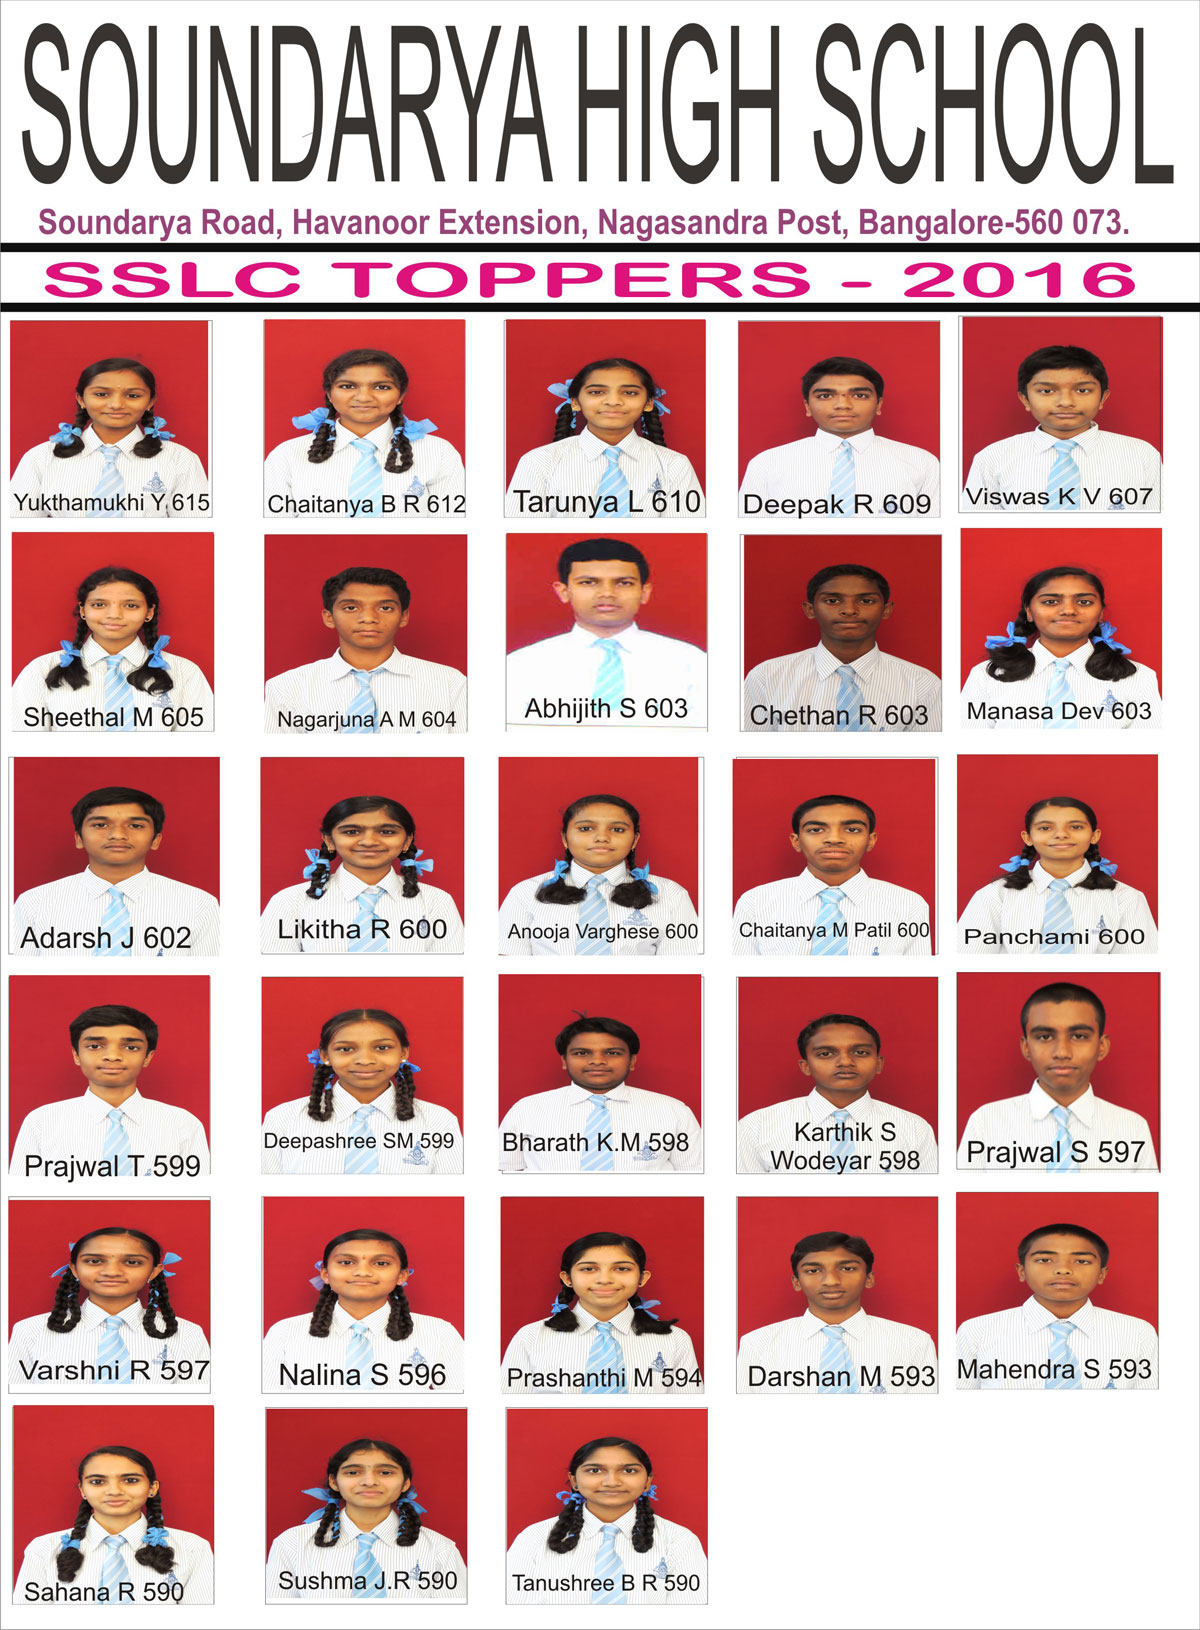 SOUNDARYA HIGH SCHOOL
Soundarya Road, Havanoor Extension, Nagasandra Post, Bangalore-560 073.
SSLC TOPPERS - 2016
Yukthamukhi Y 615
Chaitanya B R 612
Tarunya L 610
Deepak R 609
Viswas K V 607
Sheethal M 605
Nagarjuna A M 604
Abhijith S 603
Chethan R 603
Manasa Dev 603
Adarsh J 602
Likitha R 600
Anooja Varghese 600
Chaitanya M Patil 600
Panchami 600
Prajwal T 599
Deepashree SM 599
Bharath K.M 598
Karthik S
Wodeyar 598
Prajwal S 597
Varshni R 597
Nalina S 596
Prashanthi M 594
Darshan M 593
Mahendra S 593
Sahana R 590
Sushma J.R 590
Tanushree B R 590